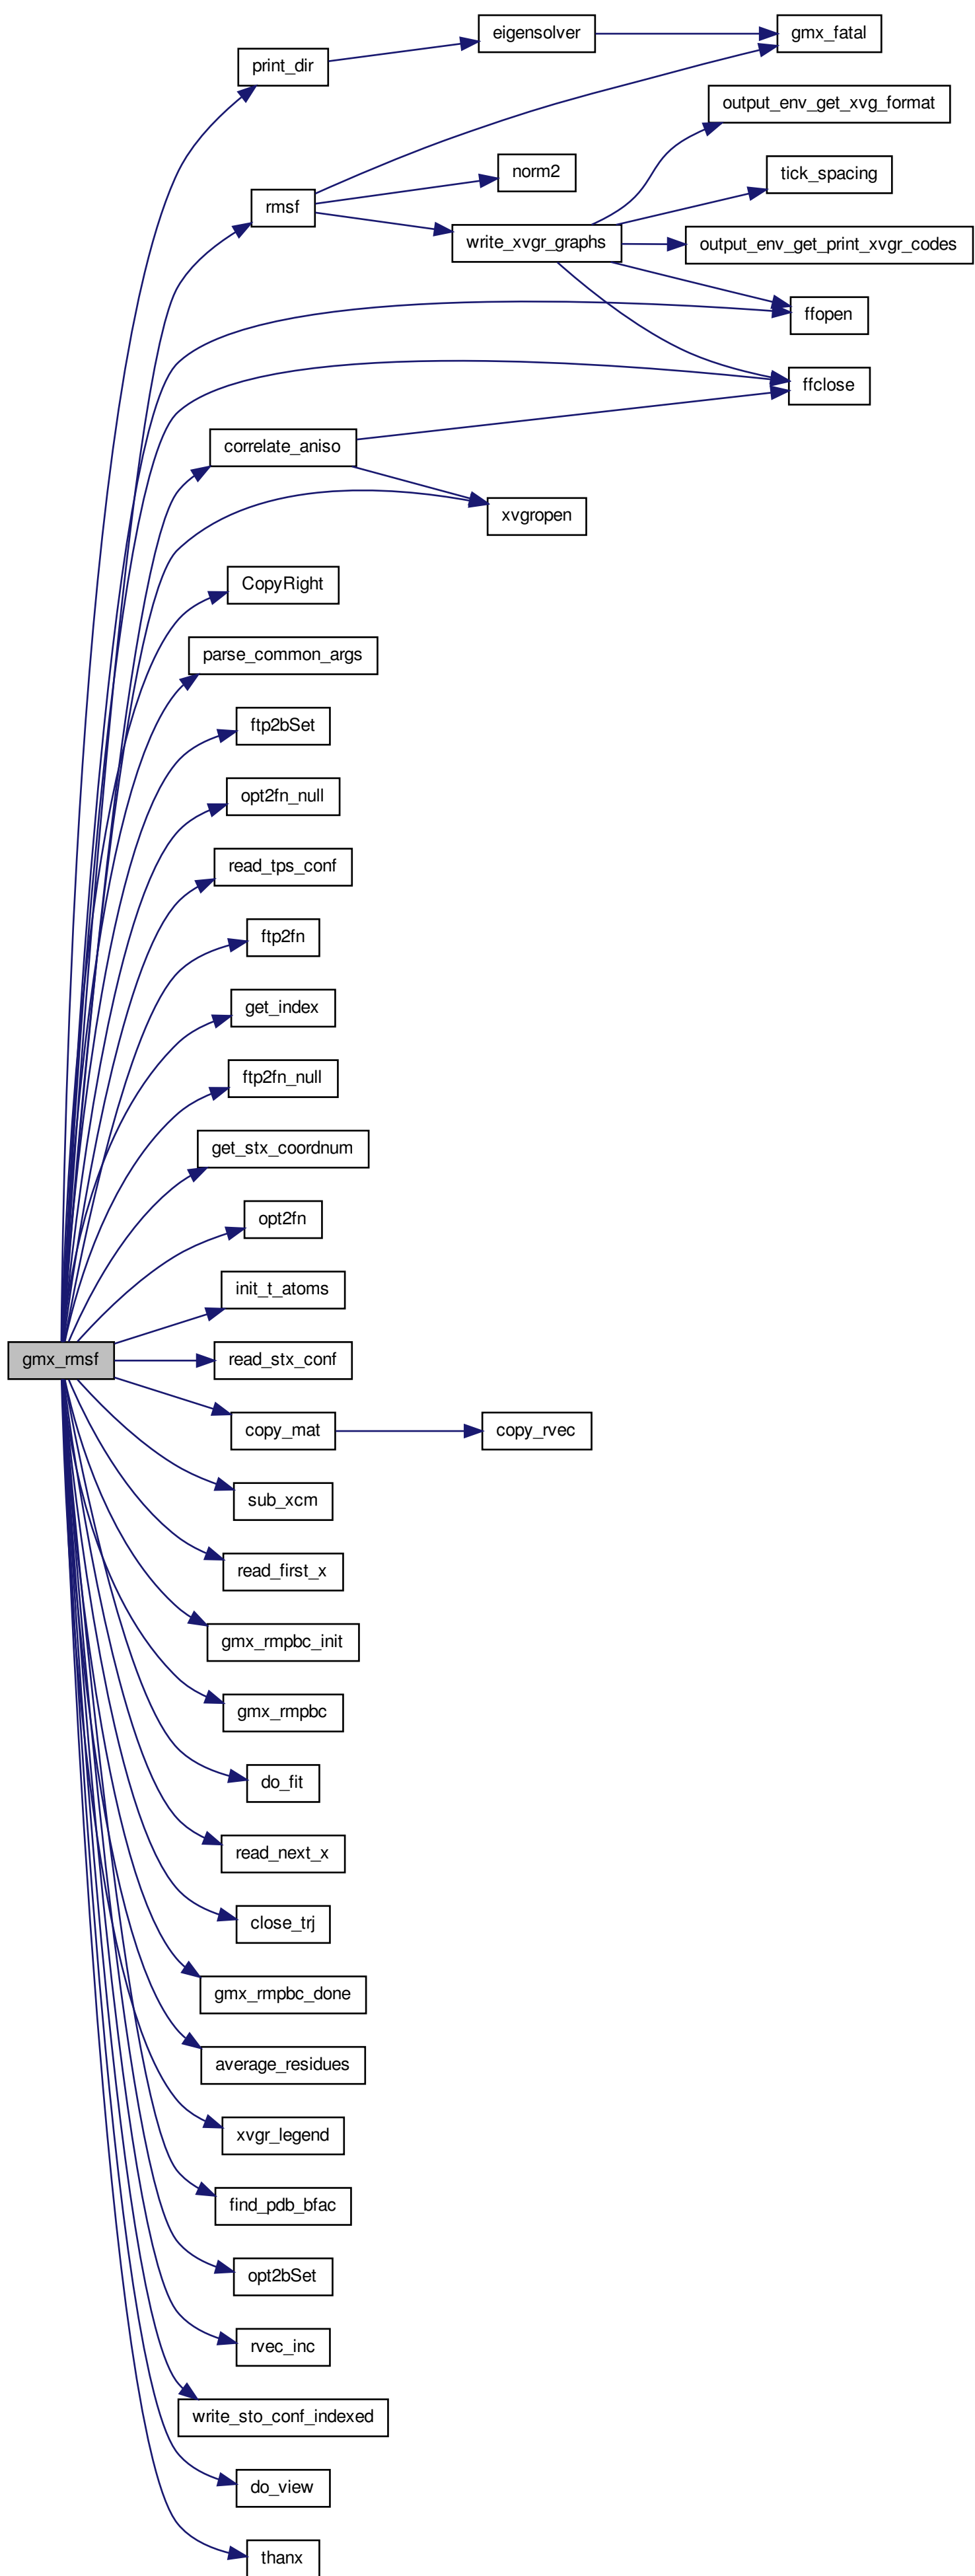 eigensolver
gmx_fatal
print_dir
output_env_get_xvg_format
norm2
tick_spacing
rmsf
write_xvgr_graphs
output_env_get_print_xvgr_codes
ffopen
ffclose
correlate_aniso
xvgropen
CopyRight
parse_common_args
ftp2bSet
opt2fn_null
read_tps_conf
ftp2fn
get_index
ftp2fn_null
get_stx_coordnum
opt2fn
init_t_atoms
gmx_rmsf
read_stx_conf
copy_mat
copy_rvec
sub_xcm
read_first_x
gmx_rmpbc_init
gmx_rmpbc
do_fit
read_next_x
close_trj
gmx_rmpbc_done
average_residues
xvgr_legend
find_pdb_bfac
opt2bSet
rvec_inc
write_sto_conf_indexed
do_view
thanx